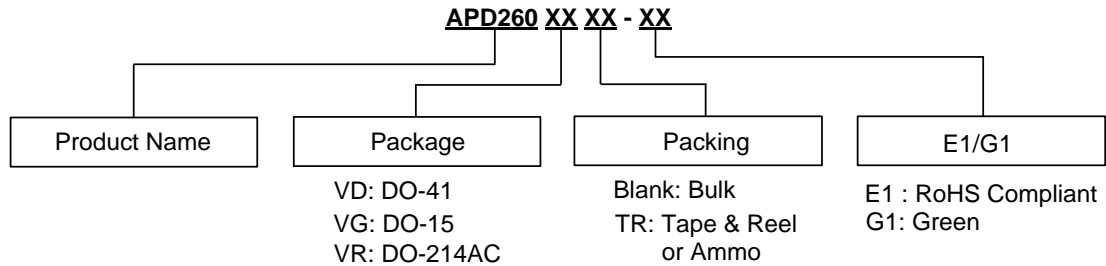 APD260 XX XX - XX
Product Name
Package
Packing
E1/G1
VD: DO-41
VG: DO-15
VR: DO-214AC
Blank: Bulk
TR: Tape & Reel
or Ammo
E1 : RoHS Compliant
G1: Green